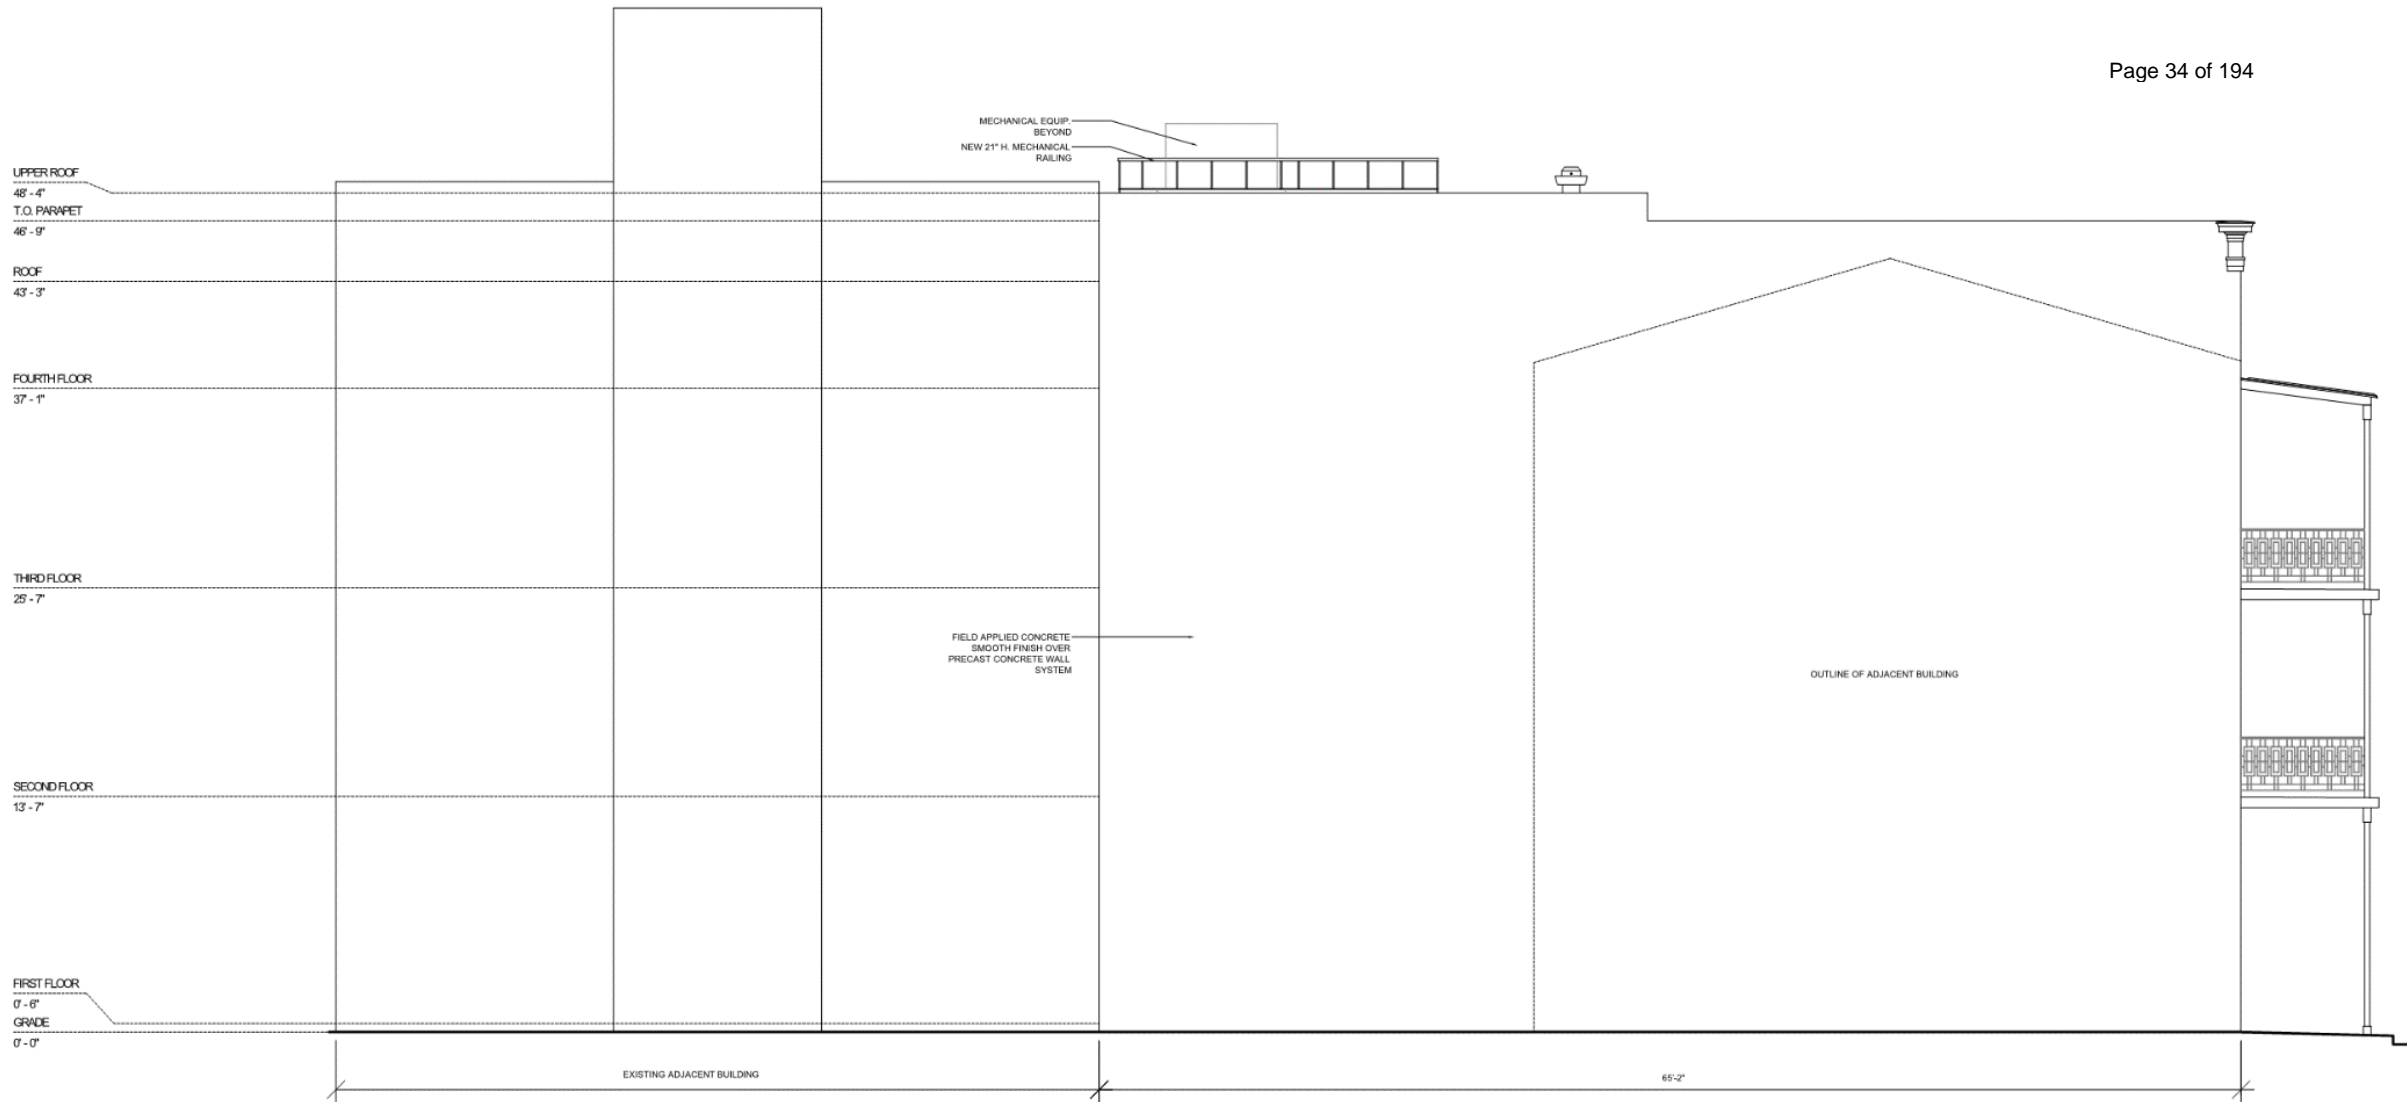 Page 34 of 194
MECHANICAL EQUIP.
BEYOND
NEW 21" H. MECHANICAL
RAILING
UPPER ROOF
48' - 4"
T.O. PARAPET
46' - 9"
ROOF
43' - 3"
FOURTH FLOOR
37' - 1"
THIRD FLOOR
25' - 7"
FIELD APPLIED CONCRETE
SMOOTH FINISH OVER
PRECAST CONCRETE WALL
SYSTEM
OUTLINE OF ADJACENT BUILDING
SECOND FLOOR
13' - 7"
FIRST FLOOR
0' - 6"
GRADE
0' - 0"
EXISTING ADJACENT BUILDING
65'-2"